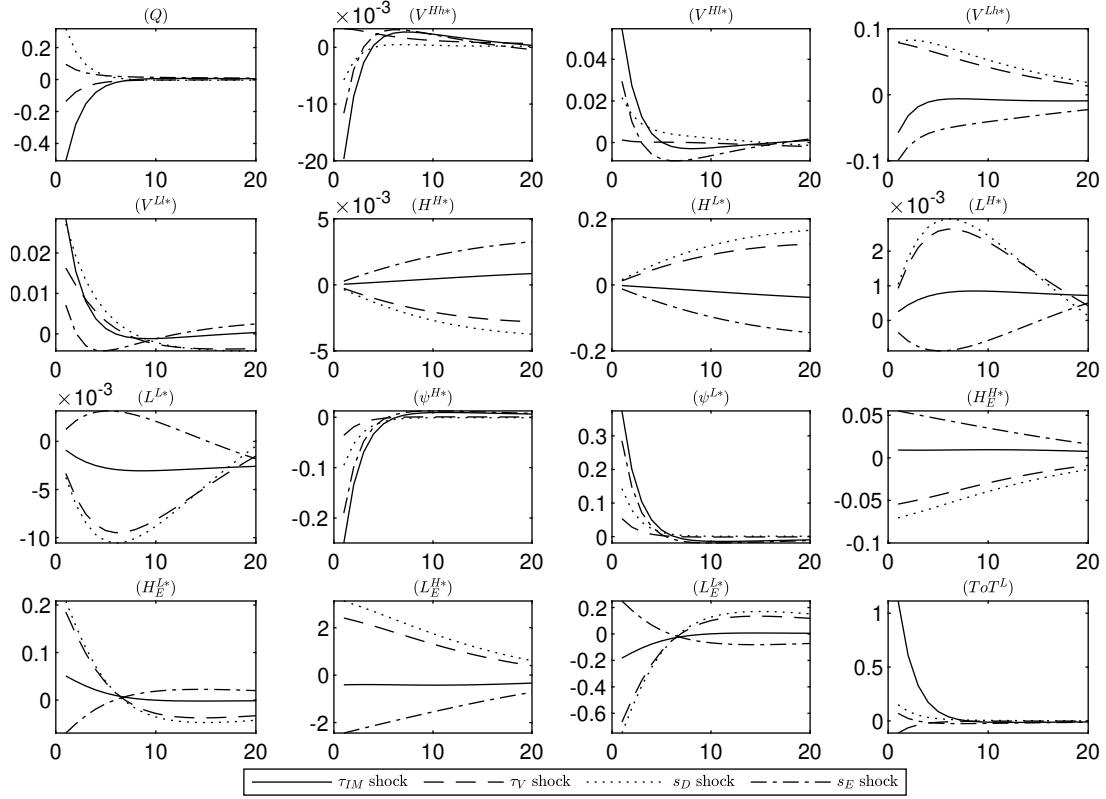 (Q) ×10⁻³ (V^{Hh*}) (V^{Hl*}) (V^{Lh*})
0.2 0 -0.2 -0.4
0 -10 -20
0.04 0.02 0
0.1 0 -0.1
0 10 20 0 10 20 0 10 20 0 10 20
(V^{Ll*}) ×10⁻³ (H^{H*}) (H^{L*}) ×10⁻³ (L^{H*})
0.02 0.01 0
5 0 -5
0.2 0 -0.2
2 1 0
0 10 20 0 10 20 0 10 20 0 10 20
×10⁻³ (L^{L*}) (ψ^{H*}) (ψ^{L*}) (H_E^{H*})
0 -5 -10
0 -0.1 -0.2
0.3 0.2 0.1 0
0.05 0 -0.05 -0.1
0 10 20 0 10 20 0 10 20 0 10 20
(H_E^{L*}) (L_E^{H*}) (L_E^{L*}) (ToT^L)
0.2 0.1 0
2 0 -2
0.2 0 -0.2 -0.4 -0.6
1 0.5 0
0 10 20 0 10 20 0 10 20 0 10 20
τ_{IM} shock τ_V shock s_D shock s_E shock